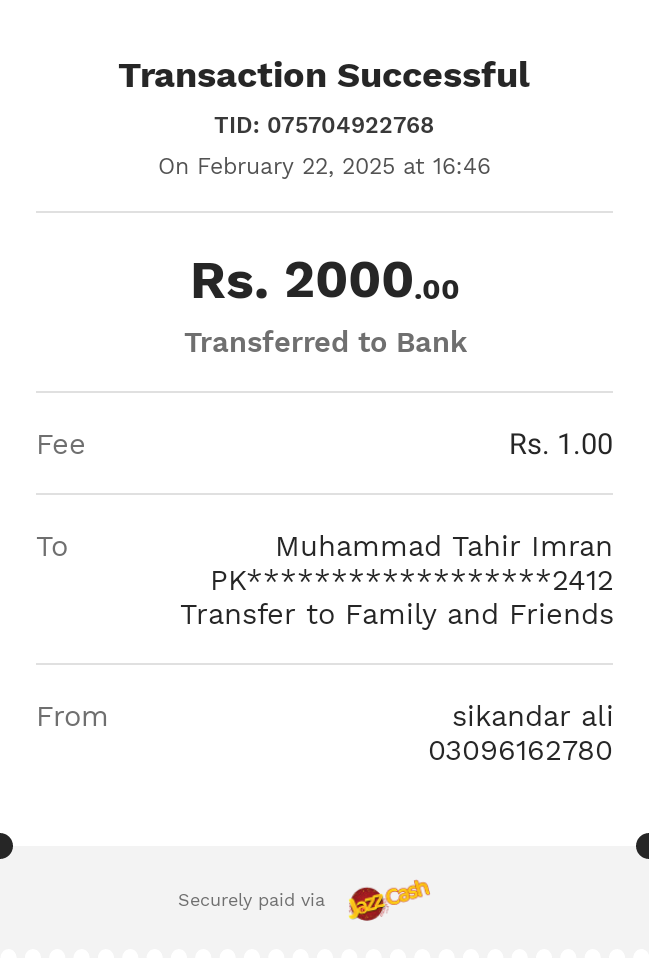 Transaction Successful
TID: 075704922768
On February 22, 2025 at 16:46
Rs. 2000.00
Transferred to Bank
Fee Rs. 1.00
To Muhammad Tahir Imran
PK******************2412
Transfer to Family and Friends
From sikandar ali
03096162780
Securely paid via JazzCash